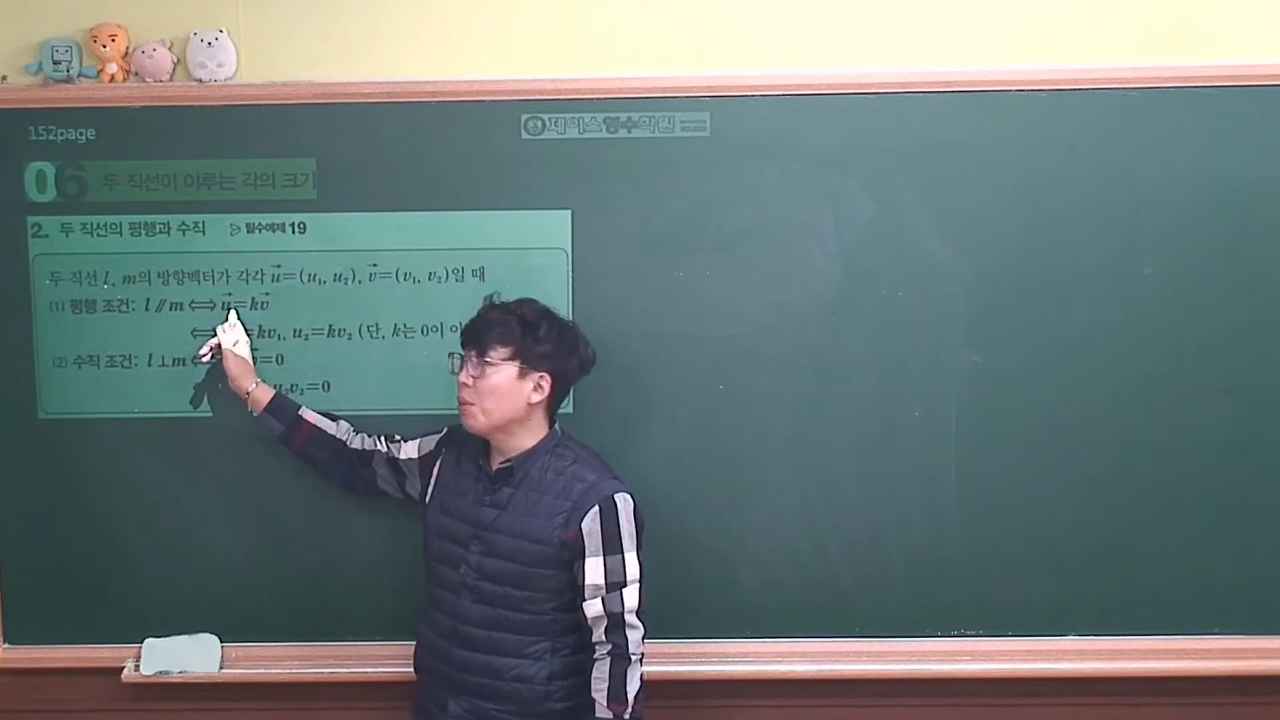 152page
제이스영수학원
06 두 직선이 이루는 각의 크기
2. 두 직선의 평행과 수직 ▷ 필수예제 19
두 직선 l, m의 방향벡터가 각각 u⃗=(u₁, u₂), v⃗=(v₁, v₂)일 때
(1) 평행 조건: l∥m ⟺ u⃗=kv⃗
⟺ =kv₁, u₂=kv₂ (단, k는 0이
(2) 수직 조건: l⊥m v⃗=0
u₂v₂=0